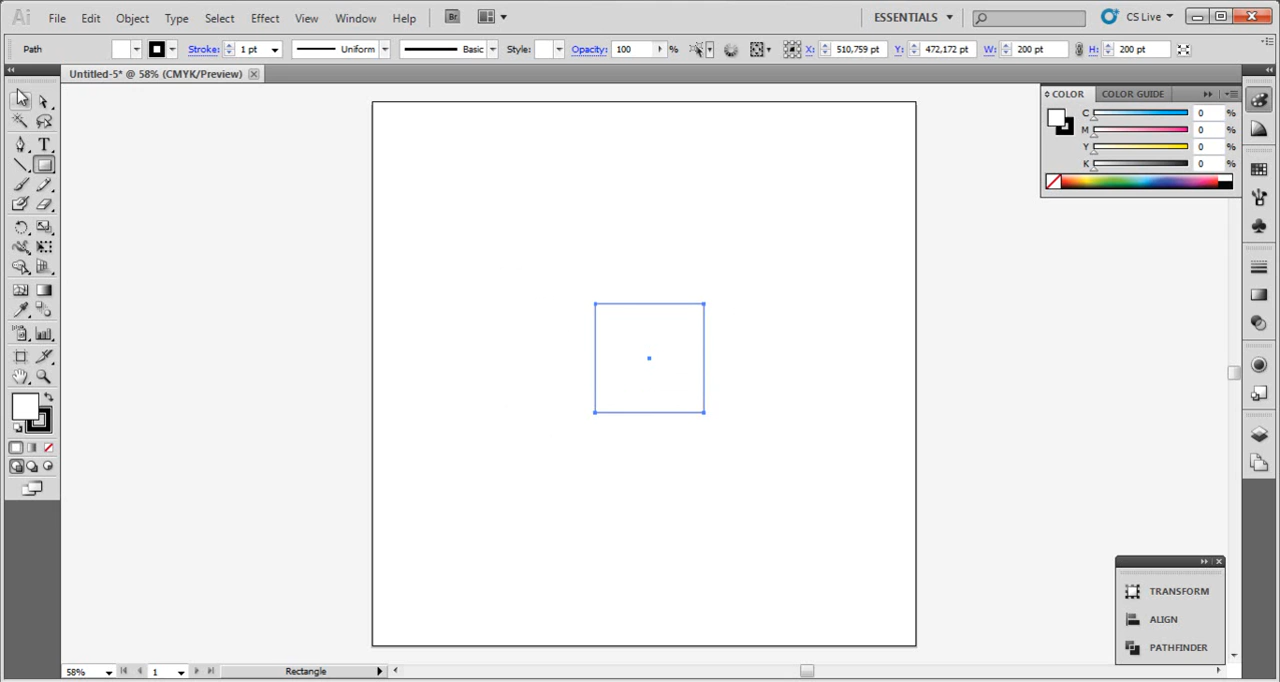 Ai File Edit Object Type Select Effect View Window Help Br ESSENTIALS CS Live
Path Stroke: 1 pt Uniform Basic Style: Opacity: 100 % X: 510,759 pt Y: 472,172 pt W: 200 pt H: 200 pt
Untitled-5* @ 58% (CMYK/Preview)
COLOR COLOR GUIDE
C 0 %
M 0 %
Y 0 %
K 0 %
T
TRANSFORM
ALIGN
PATHFINDER
58% 1 Rectangle